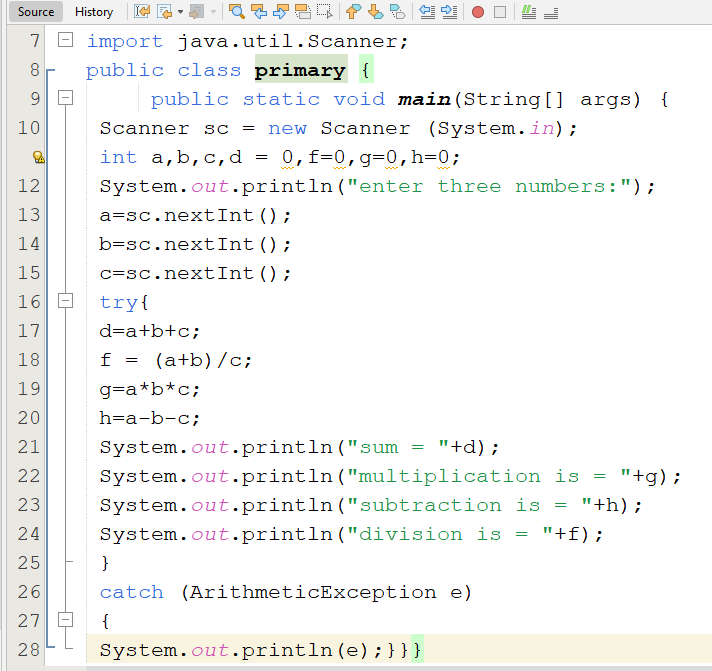 Source History
7 import java.util.Scanner;
8 public class primary {
9 public static void main(String[] args) {
10 Scanner sc = new Scanner (System.in);
int a,b,c,d = 0,f=0,g=0,h=0;
12 System.out.println("enter three numbers:");
13 a=sc.nextInt();
14 b=sc.nextInt();
15 c=sc.nextInt();
16 try{
17 d=a+b+c;
18 f = (a+b)/c;
19 g=a*b*c;
20 h=a-b-c;
21 System.out.println("sum = "+d);
22 System.out.println("multiplication is = "+g);
23 System.out.println("subtraction is = "+h);
24 System.out.println("division is = "+f);
25 }
26 catch (ArithmeticException e)
27 {
28 System.out.println(e);}}}